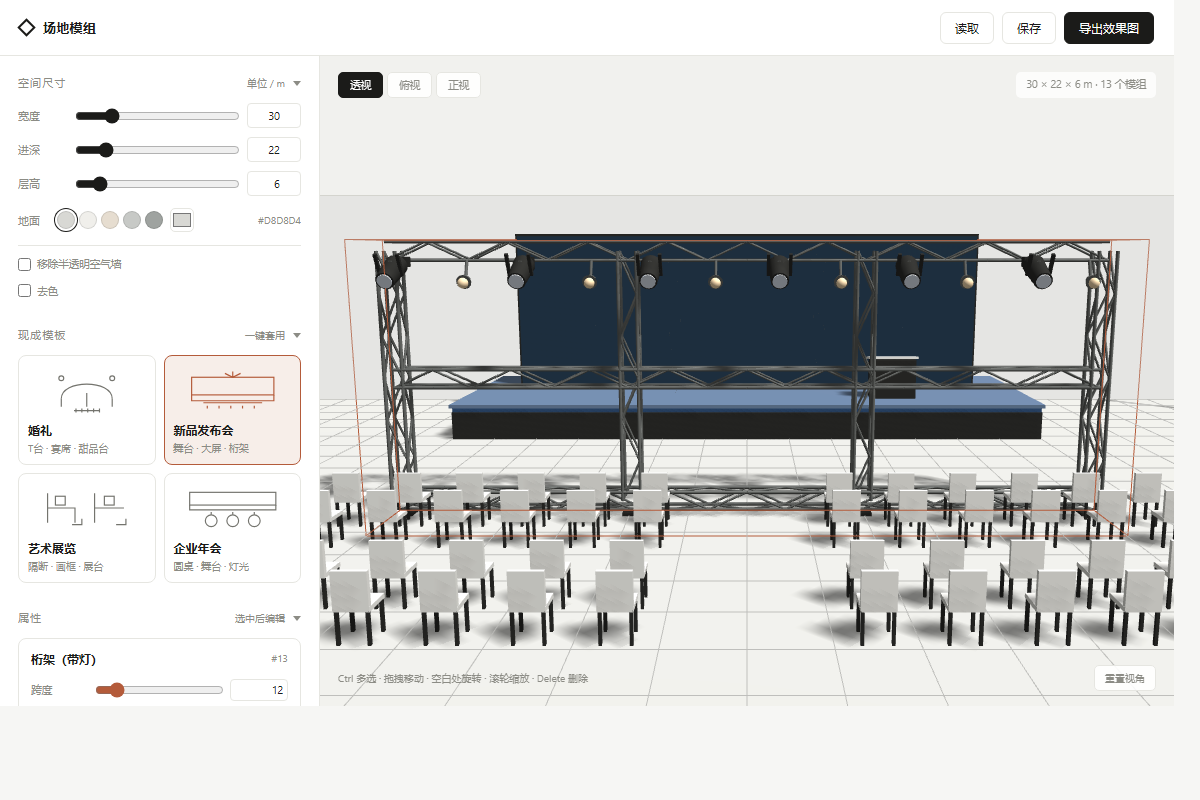 场地模组
读取
保存
导出效果图
空间尺寸
单位 / m
宽度
30
进深
22
层高
6
地面
#D8D8D4
移除半透明空气墙
去色
现成模板
一键套用
婚礼
T台 · 宴席 · 甜品台
新品发布会
舞台 · 大屏 · 桁架
艺术展览
隔断 · 画框 · 展台
企业年会
圆桌 · 舞台 · 灯光
属性
选中后编辑
桁架（带灯）
#13
跨度
12
透视
俯视
正视
30 × 22 × 6 m · 13 个模组
Ctrl 多选 · 拖拽移动 · 空白处旋转 · 滚轮缩放 · Delete 删除
重置视角